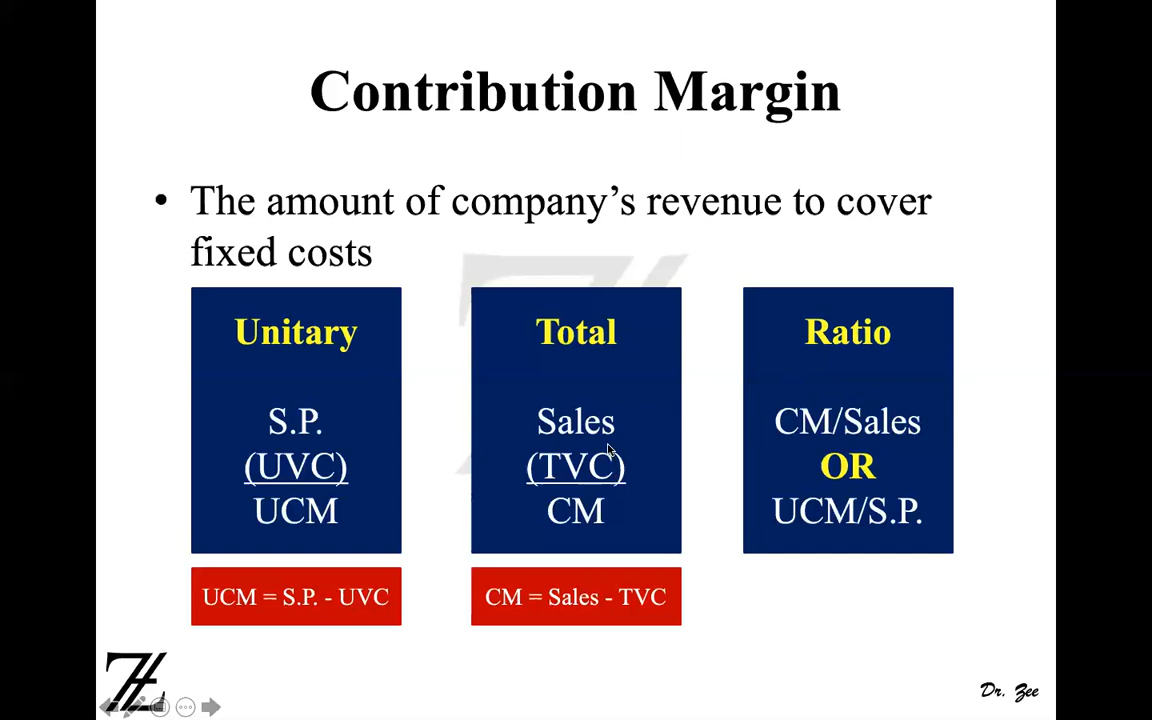 Contribution Margin
• The amount of company’s revenue to cover
fixed costs
Unitary
S.P.
(UVC)
UCM
UCM = S.P. - UVC
Total
Sales
(TVC)
CM
CM = Sales - TVC
Ratio
CM/Sales
OR
UCM/S.P.
Dr. Zee